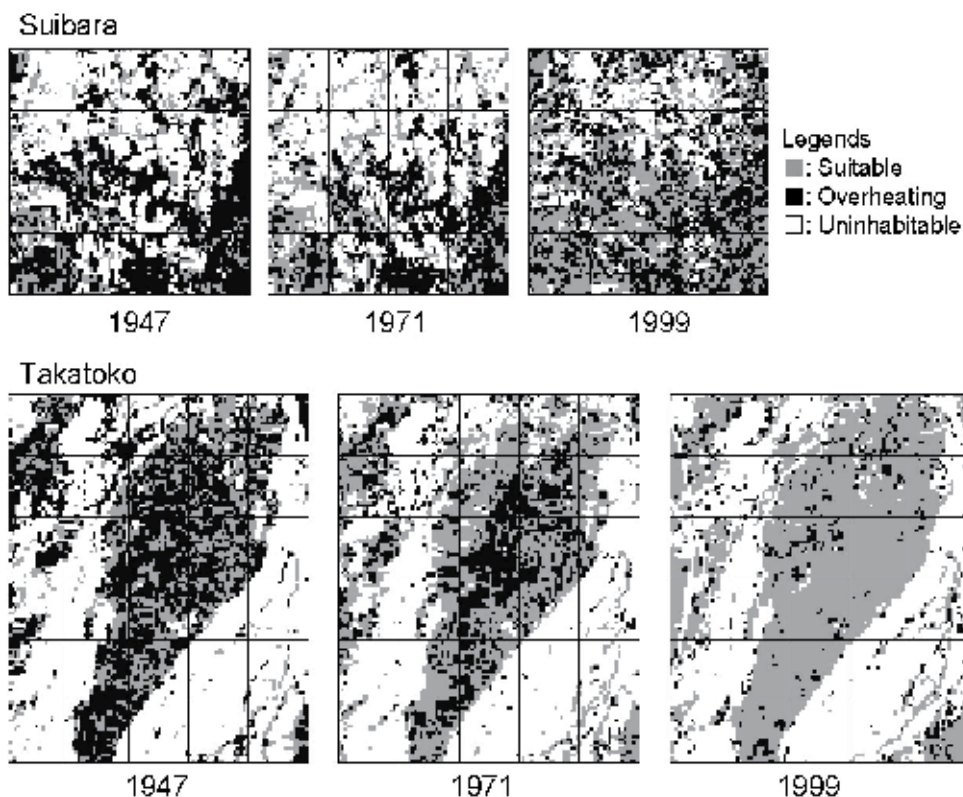 Suibara
Legends
: Suitable
: Overheating
: Uninhabitable
1947
1971
1999
Takatoko
1947
1971
1999